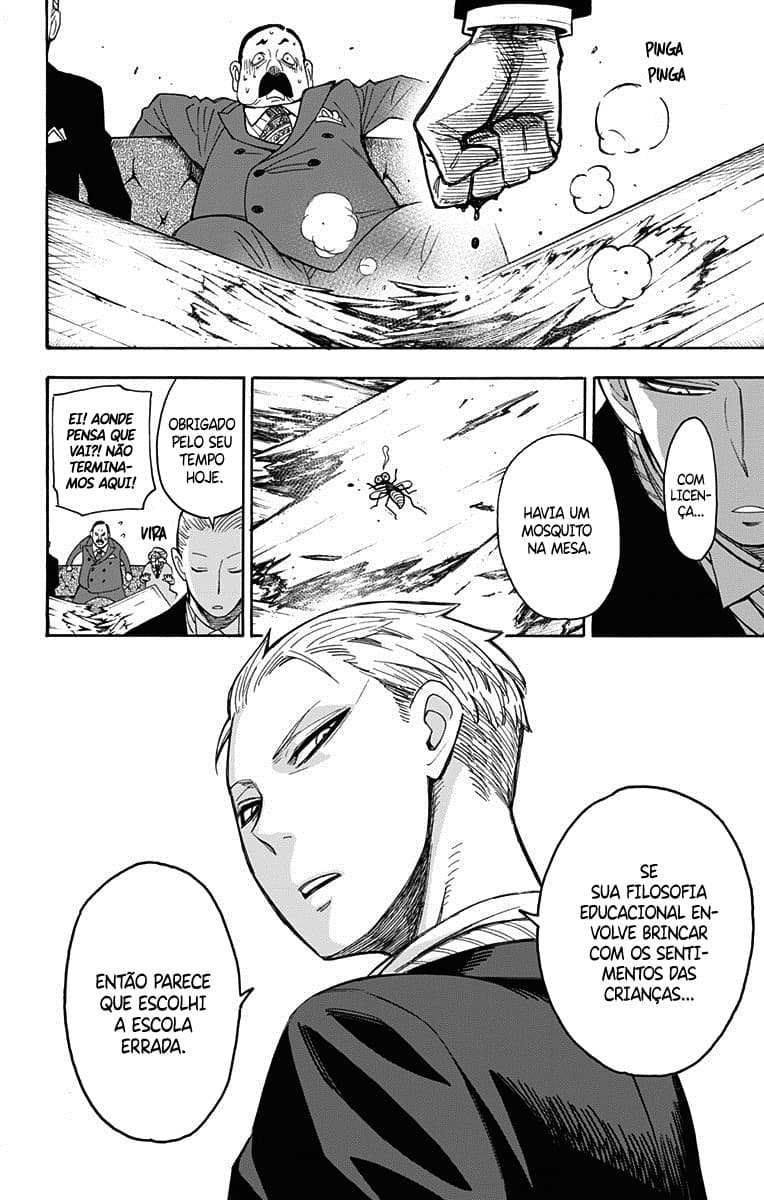 PINGA
PINGA
COM
LICEN-
ÇA...
HAVIA UM
MOSQUITO
NA MESA.
OBRIGADO
PELO SEU
TEMPO
HOJE.
EI! AONDE
PENSA QUE
VAI?! NÃO
TERMINA-
MOS AQUI!
VIRA
SE
SUA FILOSOFIA
EDUCACIONAL EN-
VOLVE BRINCAR
COM OS SENTI-
MENTOS DAS
CRIANÇAS...
ENTÃO PARECE
QUE ESCOLHI
A ESCOLA
ERRADA.